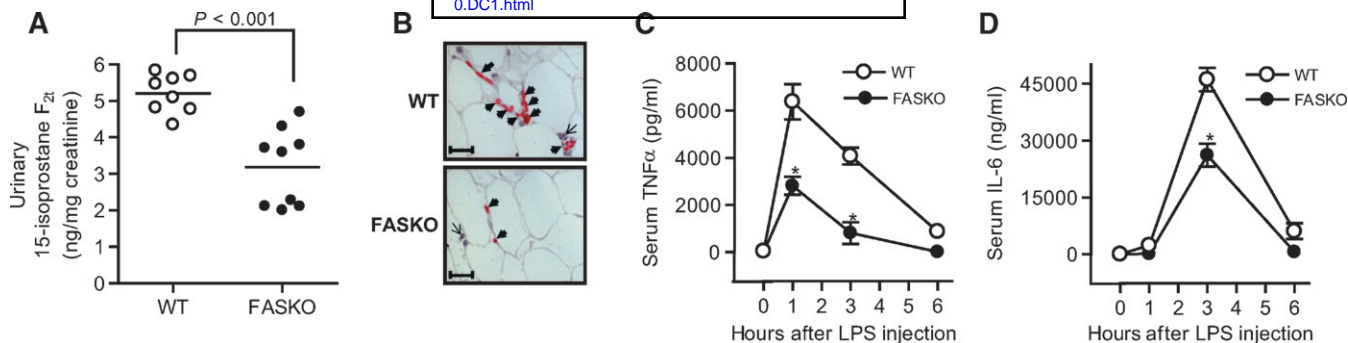 0.DC1.html
A
P < 0.001
Urinary
15-isoprostane F2t
(ng/mg creatinine)
6
5
4
3
2
1
0
WT
FASKO
B
WT
FASKO
C
Serum TNFα (pg/ml)
8000
6000
4000
2000
0
WT
FASKO
*
*
0 1 2 3 4 5 6
Hours after LPS injection
D
Serum IL-6 (ng/ml)
45000
30000
15000
0
WT
FASKO
*
0 1 2 3 4 5 6
Hours after LPS injection